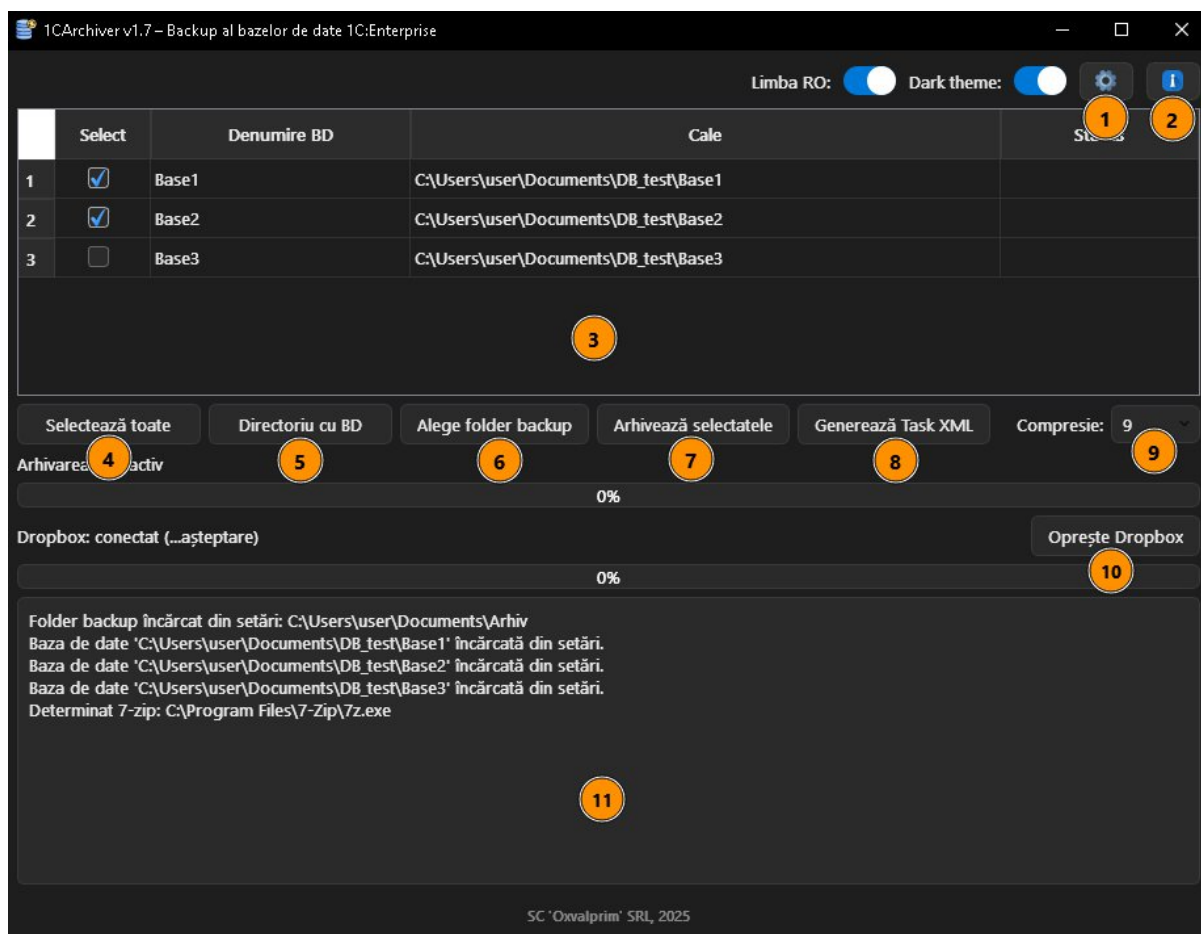 1CArchiver v1.7 – Backup al bazelor de date 1C:Enterprise
Limba RO: Dark theme:
1 2
Select Denumire BD Cale
1 Base1 C:\Users\user\Documents\DB_test\Base1
2 Base2 C:\Users\user\Documents\DB_test\Base2
3 Base3 C:\Users\user\Documents\DB_test\Base3
3
Selectează toate Directoriu cu BD Alege folder backup Arhivează selectatele Generează Task XML Compresie: 9
4 5 6 7 8 9
0%
Dropbox: conectat (...așteptare) Oprește Dropbox
10
0%
Folder backup încărcat din setări: C:\Users\user\Documents\Arhiv
Baza de date 'C:\Users\user\Documents\DB_test\Base1' încărcată din setări.
Baza de date 'C:\Users\user\Documents\DB_test\Base2' încărcată din setări.
Baza de date 'C:\Users\user\Documents\DB_test\Base3' încărcată din setări.
Determinat 7-zip: C:\Program Files\7-Zip\7z.exe
11
SC 'Oxvalprim' SRL, 2025